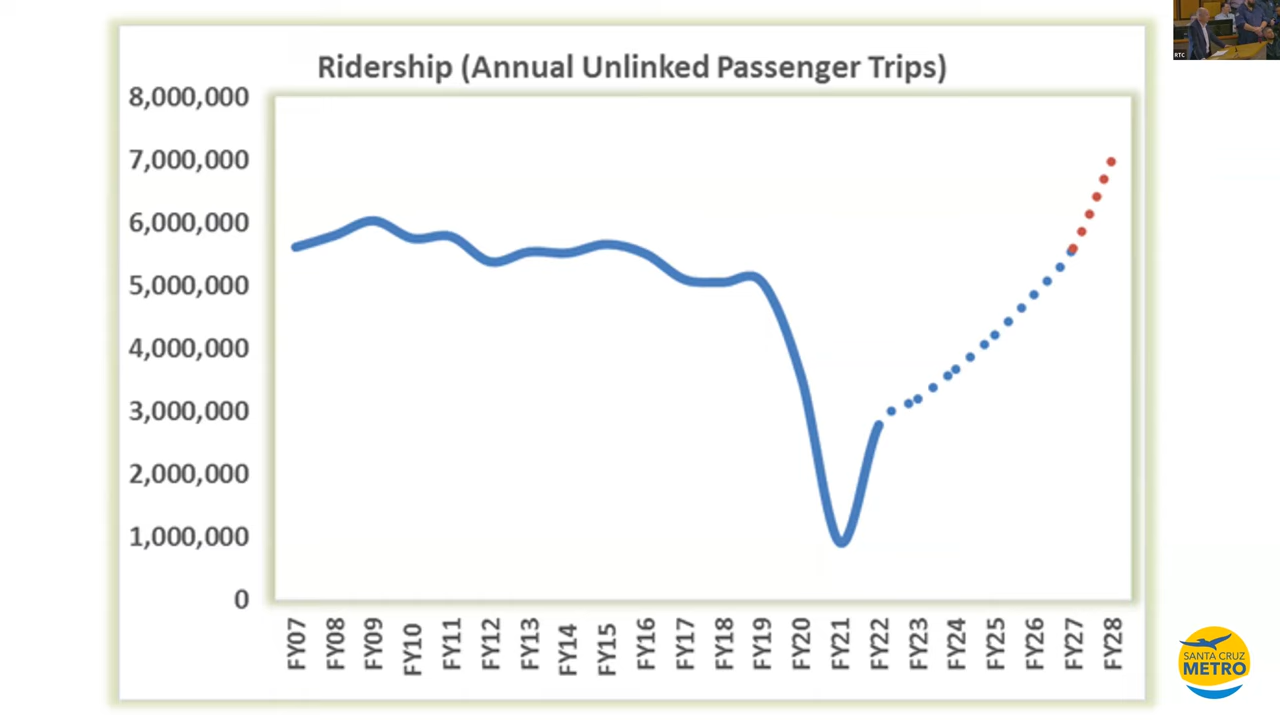 RTC
Ridership (Annual Unlinked Passenger Trips)
8,000,000
7,000,000
6,000,000
5,000,000
4,000,000
3,000,000
2,000,000
1,000,000
0
FY07
FY08
FY09
FY10
FY11
FY12
FY13
FY14
FY15
FY16
FY17
FY18
FY19
FY20
FY21
FY22
FY23
FY24
FY25
FY26
FY27
FY28
SANTA CRUZ
METRO